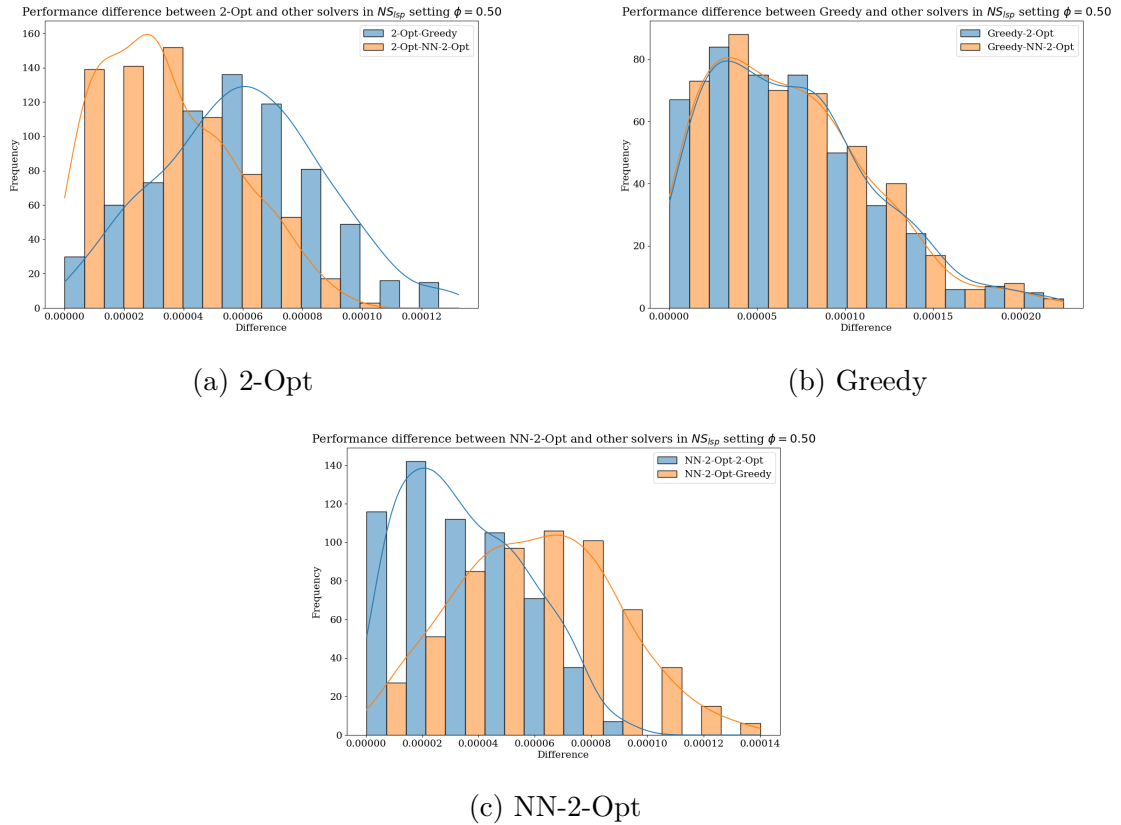 Performance difference between 2-Opt and other solvers in NS_lsp setting ϕ = 0.50
2-Opt-Greedy
2-Opt-NN-2-Opt
160
140
120
100
80
60
40
20
0
Frequency
0.00000 0.00002 0.00004 0.00006 0.00008 0.00010 0.00012
Difference
(a) 2-Opt
Performance difference between Greedy and other solvers in NS_lsp setting ϕ = 0.50
Greedy-2-Opt
Greedy-NN-2-Opt
80
60
40
20
0
Frequency
0.00000 0.00005 0.00010 0.00015 0.00020
Difference
(b) Greedy
Performance difference between NN-2-Opt and other solvers in NS_lsp setting ϕ = 0.50
NN-2-Opt-2-Opt
NN-2-Opt-Greedy
140
120
100
80
60
40
20
0
Frequency
0.00000 0.00002 0.00004 0.00006 0.00008 0.00010 0.00012 0.00014
Difference
(c) NN-2-Opt